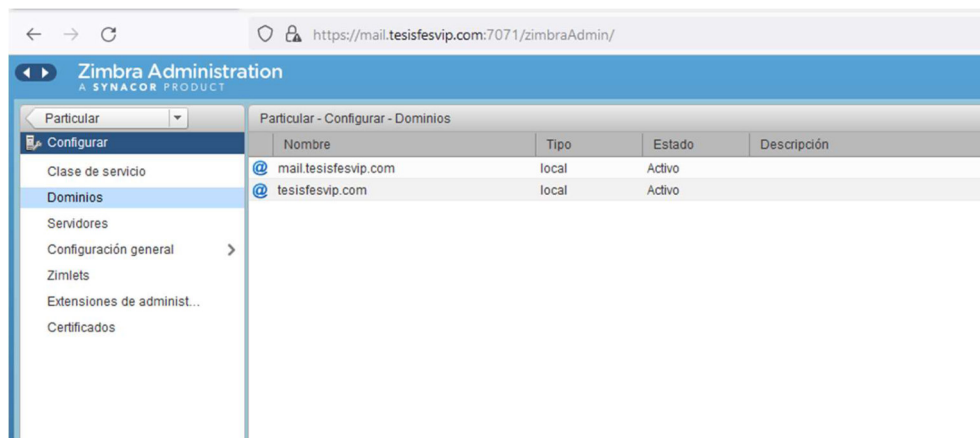 https://mail.tesisfesvip.com:7071/zimbraAdmin/
Zimbra Administration
A SYNACOR PRODUCT
Particular
Configurar
Clase de servicio
Dominios
Servidores
Configuración general
Zimlets
Extensiones de administ...
Certificados
Particular - Configurar - Dominios
Nombre Tipo Estado Descripción
mail.tesisfesvip.com local Activo
tesisfesvip.com local Activo